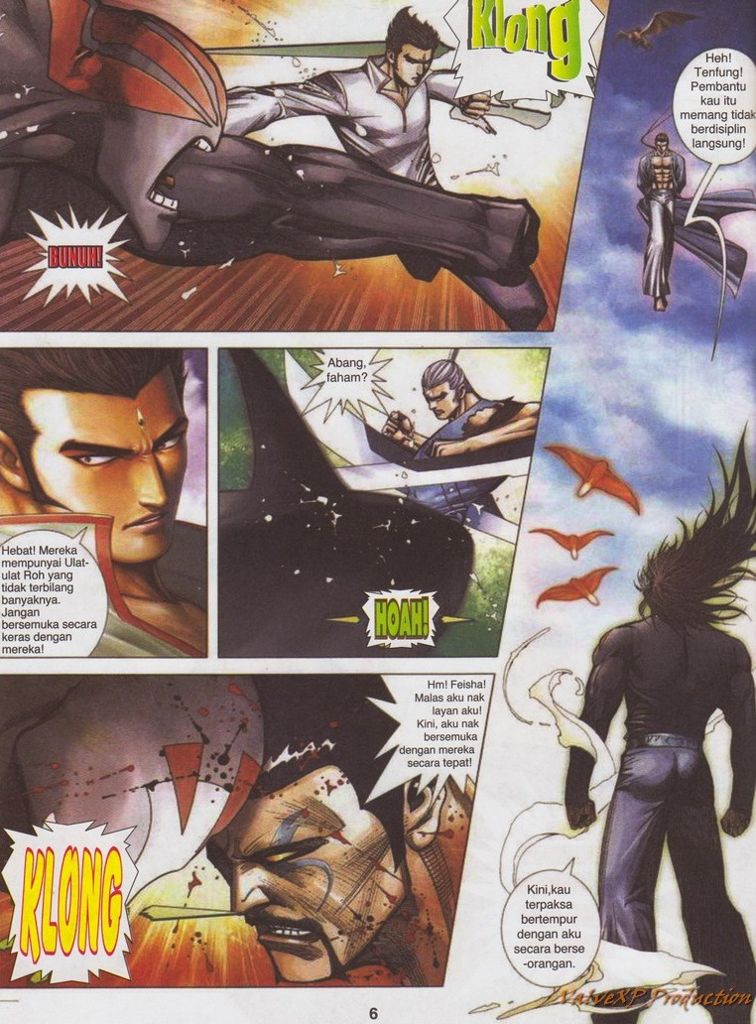 Klong
BUNUH!
Heh!
Tenfung!
Pembantu
kau itu
memang tidak
berdisiplin
langsung!
Hebat! Mereka
mempunyai Ulat-
ulat Roh yang
tidak terbilang
banyaknya.
Jangan
bersemuka secara
keras dengan
mereka!
Abang,
faham?
HOAH!
Hm! Feisha!
Malas aku nak
layan aku!
Kini, aku nak
bersemuka
dengan mereka
secara tepat!
KLONG
Kini,kau
terpaksa
bertempur
dengan aku
secara berse
-orangan.
ValveXP Production
6